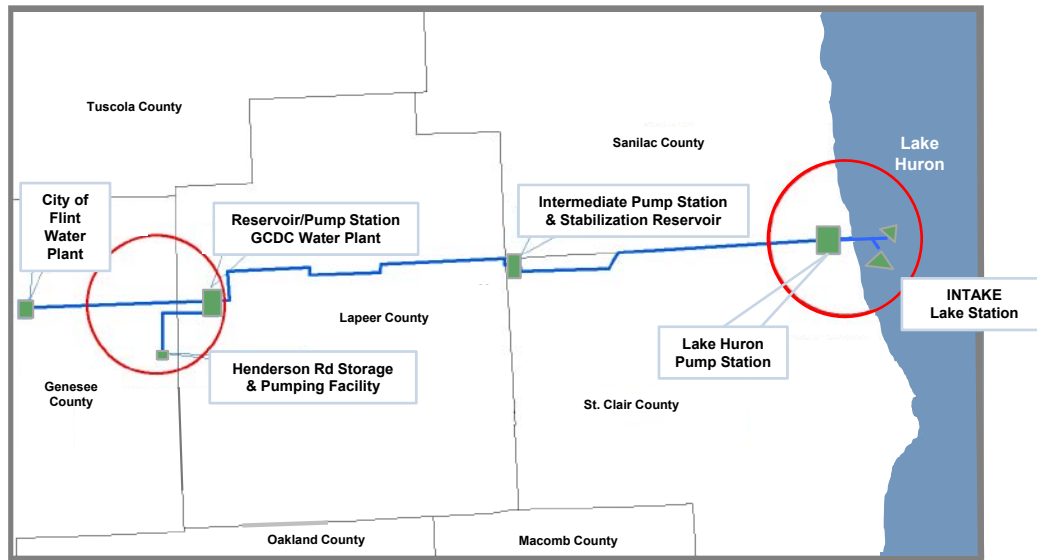 Tuscola County
Sanilac County
Lake
Huron
City of
Flint
Water
Plant
Reservoir/Pump Station
GCDC Water Plant
Intermediate Pump Station
& Stabilization Reservoir
INTAKE
Lake Station
Lapeer County
Lake Huron
Pump Station
Henderson Rd Storage
& Pumping Facility
Genesee
County
St. Clair County
Oakland County
Macomb County